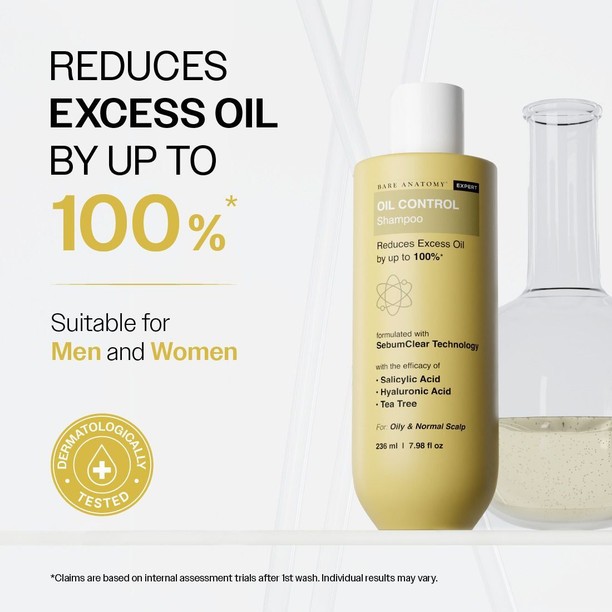 REDUCES
EXCESS OIL
BY UP TO
100%*
Suitable for
Men and Women
DERMATOLOGICALLY
• TESTED •
BARE ANATOMY™ EXPERT
OIL CONTROL
Shampoo
Reduces Excess Oil
by up to 100%*
formulated with
SebumClear Technology
with the efficacy of
• Salicylic Acid
• Hyaluronic Acid
• Tea Tree
For: Oily & Normal Scalp
236 ml I 7.98 fl oz
*Claims are based on internal assessment trials after 1st wash. Individual results may vary.